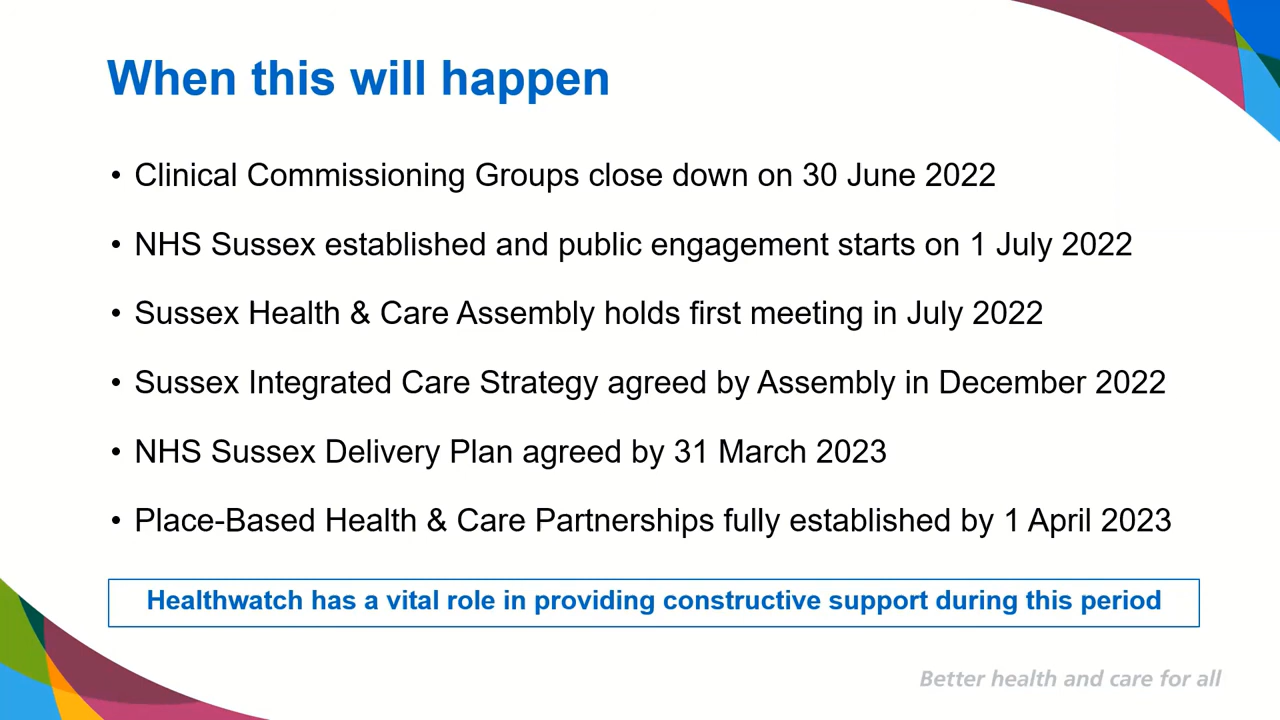 When this will happen
• Clinical Commissioning Groups close down on 30 June 2022
• NHS Sussex established and public engagement starts on 1 July 2022
• Sussex Health & Care Assembly holds first meeting in July 2022
• Sussex Integrated Care Strategy agreed by Assembly in December 2022
• NHS Sussex Delivery Plan agreed by 31 March 2023
• Place-Based Health & Care Partnerships fully established by 1 April 2023
Healthwatch has a vital role in providing constructive support during this period
Better health and care for all